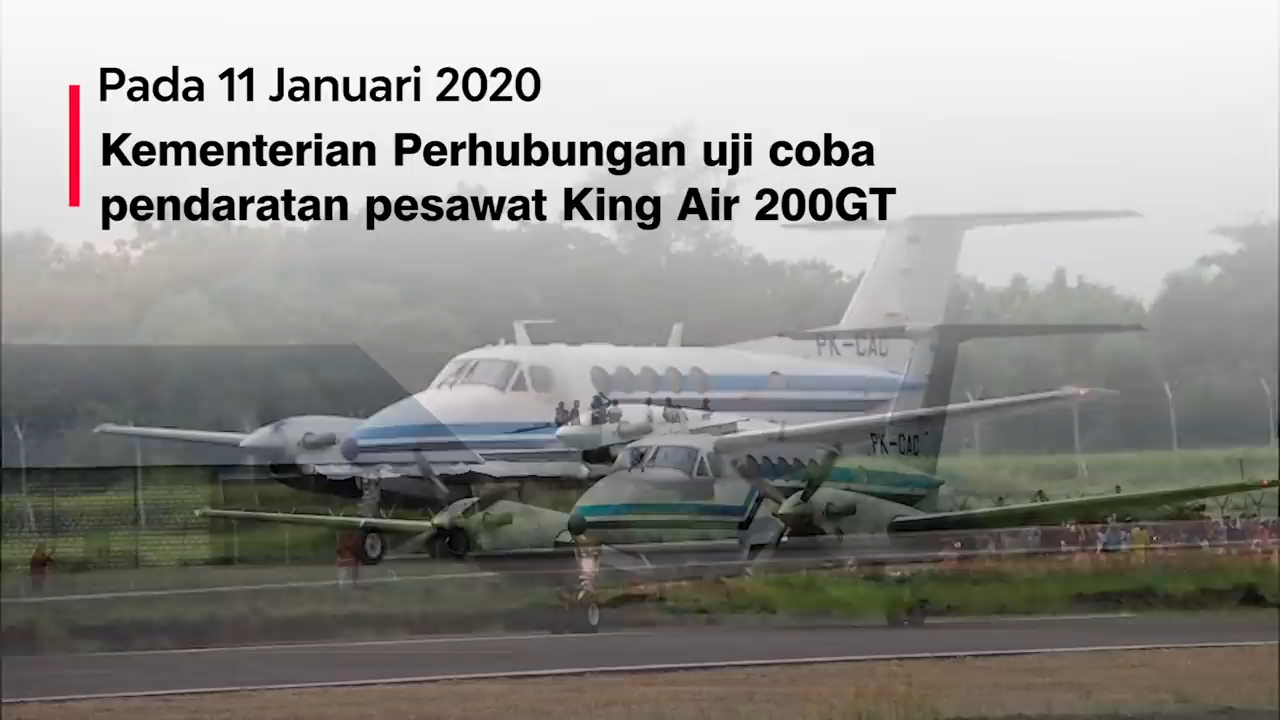 Pada 11 Januari 2020
Kementerian Perhubungan uji coba
pendaratan pesawat King Air 200GT
PK-CAC
PK-CAC